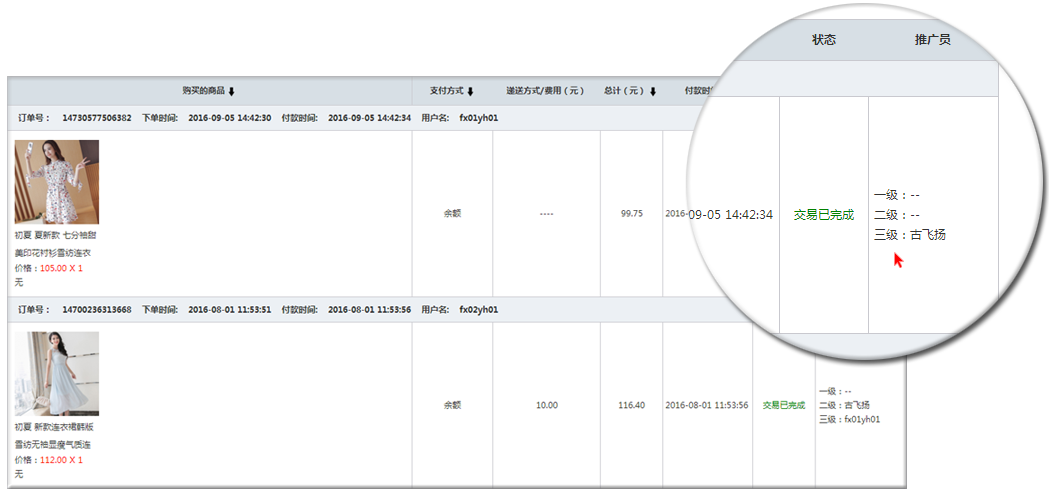 状态 推广员
购买的商品 支付方式 递送方式/费用（元） 总计（元） 付款时
订单号： 14730577506382 下单时间: 2016-09-05 14:42:30 付款时间: 2016-09-05 14:42:34 用户名: fx01yh01
初夏 夏新款 七分袖甜
美印花衬衫雪纺连衣
价格：105.00 X 1
无
余额 ---- 99.75 2016-09-05 14:42:34 交易已完成
一级：--
二级：--
三级：古飞扬
订单号： 14700236313668 下单时间: 2016-08-01 11:53:51 付款时间: 2016-08-01 11:53:56 用户名: fx02yh01
初夏 新款连衣裙韩版
雪纺无袖显瘦气质连
价格：112.00 X 1
无
余额 10.00 116.40 2016-08-01 11:53:56 交易已完成
一级：--
二级：古飞扬
三级：fx01yh01